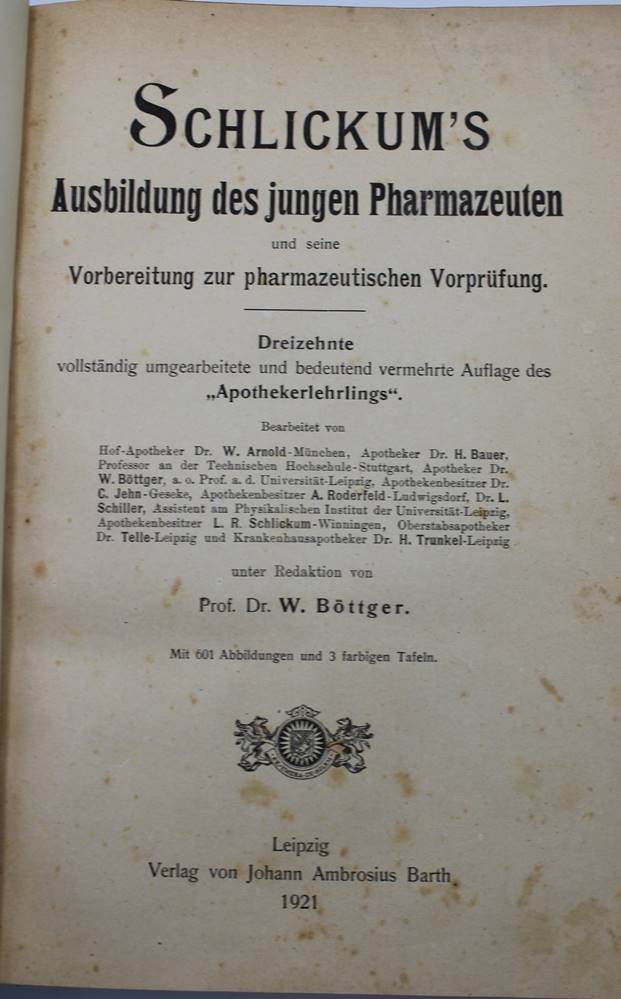 SCHLICKUM'S
Ausbildung des jungen Pharmazeuten
und seine
Vorbereitung zur pharmazeutischen Vorprüfung.
Dreizehnte
vollständig umgearbeitete und bedeutend vermehrte Auflage des
„Apothekerlehrlings“.
Bearbeitet von
Hof-Apotheker Dr. W. Arnold-München, Apotheker Dr. H. Bauer,
Professor an der Technischen Hochschule-Stuttgart, Apotheker Dr.
W. Böttger, a. o. Prof. a. d. Universität-Leipzig, Apothekenbesitzer Dr.
C. Jehn-Geseke, Apothekenbesitzer A. Roderfeld-Ludwigsdorf, Dr. L.
Schiller, Assistent am Physikalischen Institut der Universität-Leipzig,
Apothekenbesitzer L. R. Schlickum-Winningen, Oberstabsapotheker
Dr. Telle-Leipzig und Krankenhausapotheker Dr. H. Trunkel-Leipzig
unter Redaktion von
Prof. Dr. W. Böttger.
Mit 601 Abbildungen und 3 farbigen Tafeln.
Leipzig
Verlag von Johann Ambrosius Barth
1921